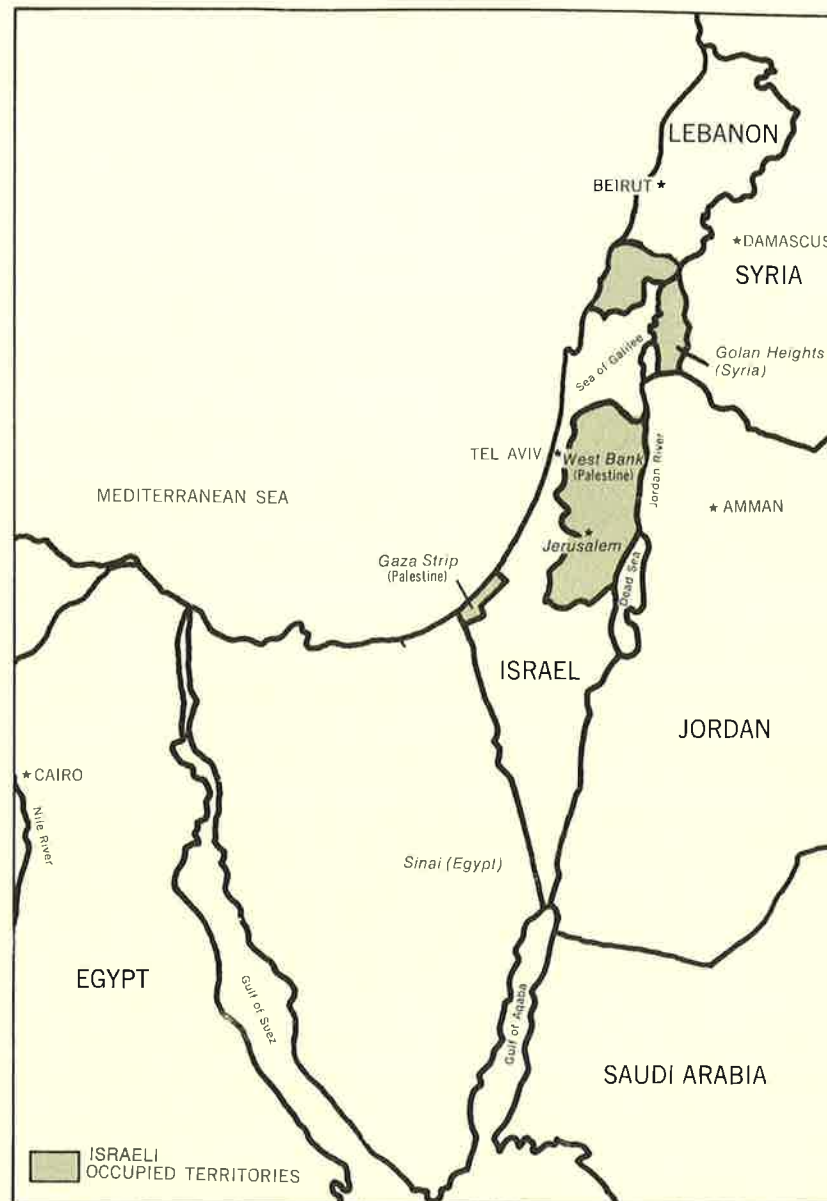 LEBANON
BEIRUT
DAMASCUS
SYRIA
Golan Heights
(Syria)
Sea of Galilee
TEL AVIV
West Bank
(Palestine)
Jordan River
AMMAN
MEDITERRANEAN SEA
Jerusalem
Gaza Strip
(Palestine)
Dead Sea
ISRAEL
JORDAN
CAIRO
Nile River
Sinai (Egypt)
EGYPT
Gulf of Suez
Gulf of Aqaba
SAUDI ARABIA
ISRAELI
OCCUPIED TERRITORIES